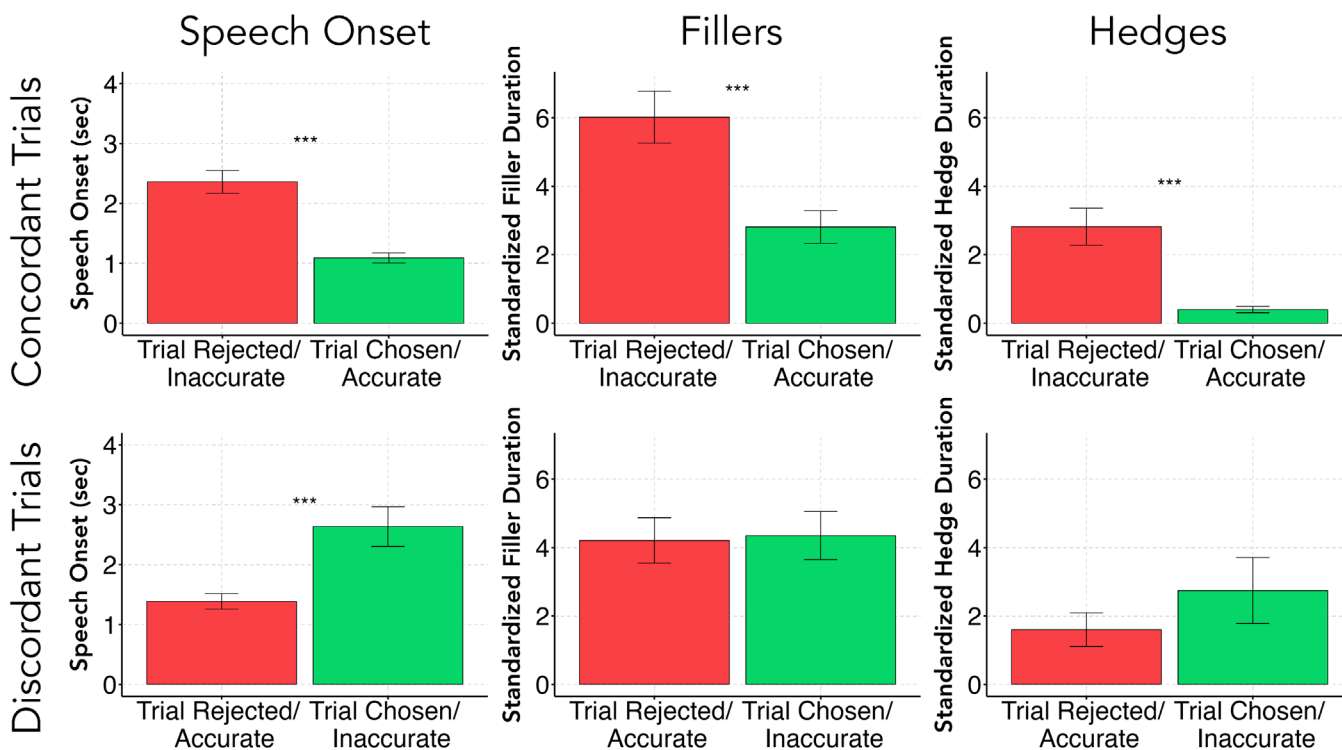 Speech Onset
Fillers
Hedges
Concordant Trials
Speech Onset (sec)
4
3
2
1
0
***
Trial Rejected/
Inaccurate
Trial Chosen/
Accurate
Standardized Filler Duration
6
4
2
0
***
Trial Rejected/
Inaccurate
Trial Chosen/
Accurate
Standardized Hedge Duration
6
4
2
0
***
Trial Rejected/
Inaccurate
Trial Chosen/
Accurate
Discordant Trials
Speech Onset (sec)
4
3
2
1
0
***
Trial Rejected/
Accurate
Trial Chosen/
Inaccurate
Standardized Filler Duration
6
4
2
0
Trial Rejected/
Accurate
Trial Chosen/
Inaccurate
Standardized Hedge Duration
6
4
2
0
Trial Rejected/
Accurate
Trial Chosen/
Inaccurate